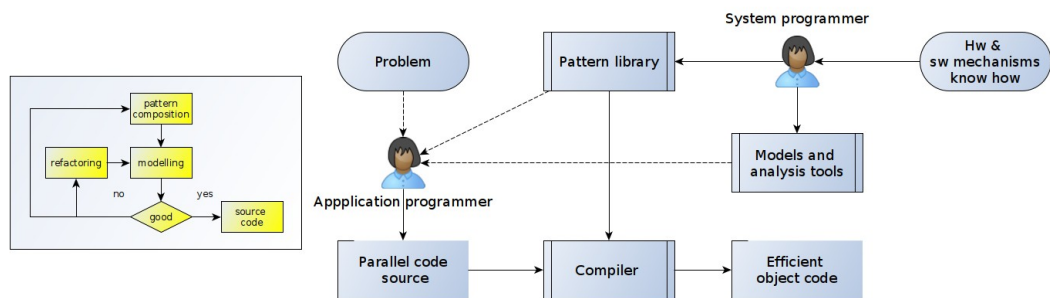 System programmer
Problem
Pattern library
Hw &
sw mechanisms
know how
pattern
composition
refactoring
modelling
Models and
analysis tools
no
yes
Appplication programmer
good
source
code
Parallel code
source
Compiler
Efficient
object code